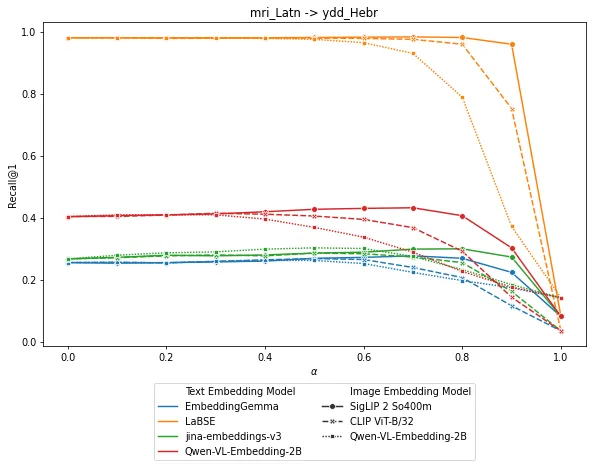 mri_Latn -> ydd_Hebr
1.0
0.8
0.6
0.4
0.2
0.0
Recall@1
0.0 0.2 0.4 0.6 0.8 1.0
α
Text Embedding Model
EmbeddingGemma
LaBSE
jina-embeddings-v3
Qwen-VL-Embedding-2B
Image Embedding Model
SigLIP 2 So400m
CLIP ViT-B/32
Qwen-VL-Embedding-2B